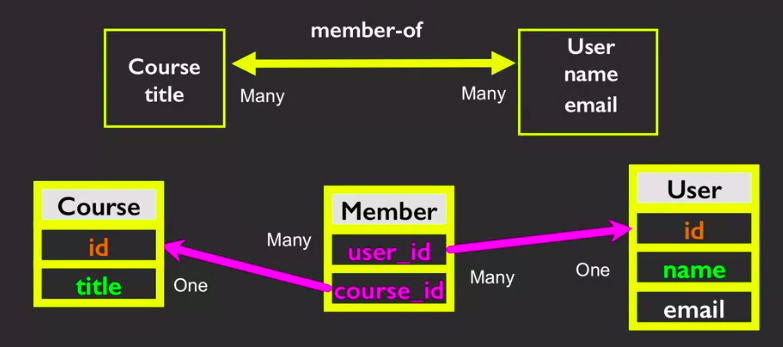 member-of
Course
title
Many
Many
User
name
email
Course
id
title
One
Many
Member
user_id
course_id
Many
One
User
id
name
email